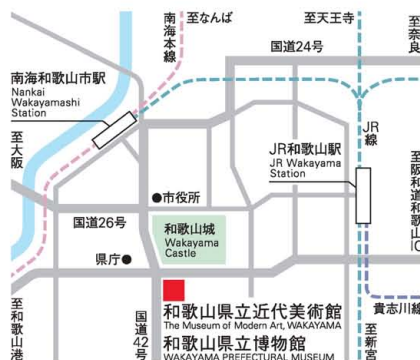 至なんば
南海本線
至天王寺
至奈良
国道24号
南海和歌山市駅
Nankai
Wakayamashi
Station
至大阪
JR線
JR和歌山駅
JR Wakayama
Station
至阪和道和歌山IC
●市役所
国道26号
和歌山城
Wakayama
Castle
県庁●
至和歌山港
国道42号
和歌山県立近代美術館
The Museum of Modern Art, WAKAYAMA
和歌山県立博物館
WAKAYAMA PREFECTURAL MUSEUM
貴志川線
至新宮